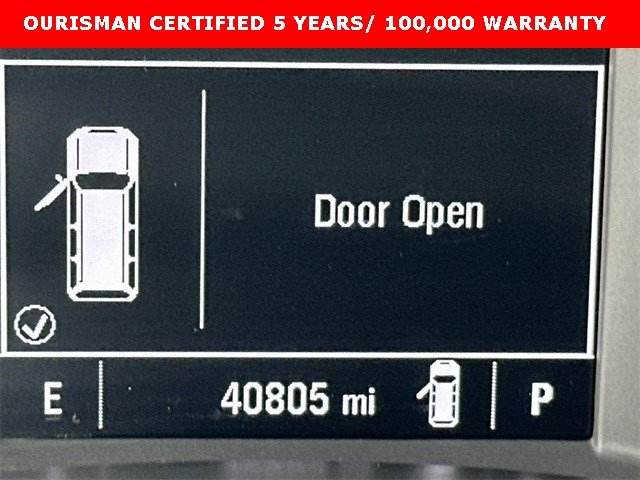 OURISMAN CERTIFIED 5 YEARS/ 100,000 WARRANTY
Door Open
E 40805 mi P